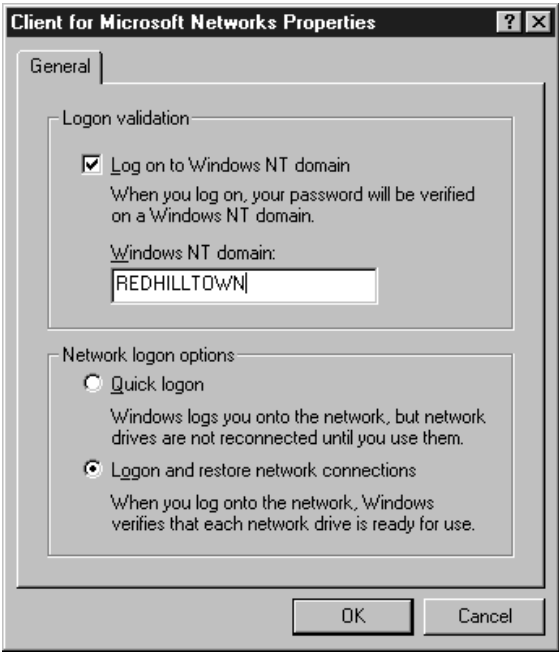 Client for Microsoft Networks Properties
General
Logon validation
Log on to Windows NT domain
When you log on, your password will be verified
on a Windows NT domain.
Windows NT domain:
REDHILLTOWN
Network logon options
Quick logon
Windows logs you onto the network, but network
drives are not reconnected until you use them.
Logon and restore network connections
When you log onto the network, Windows
verifies that each network drive is ready for use.
OK Cancel